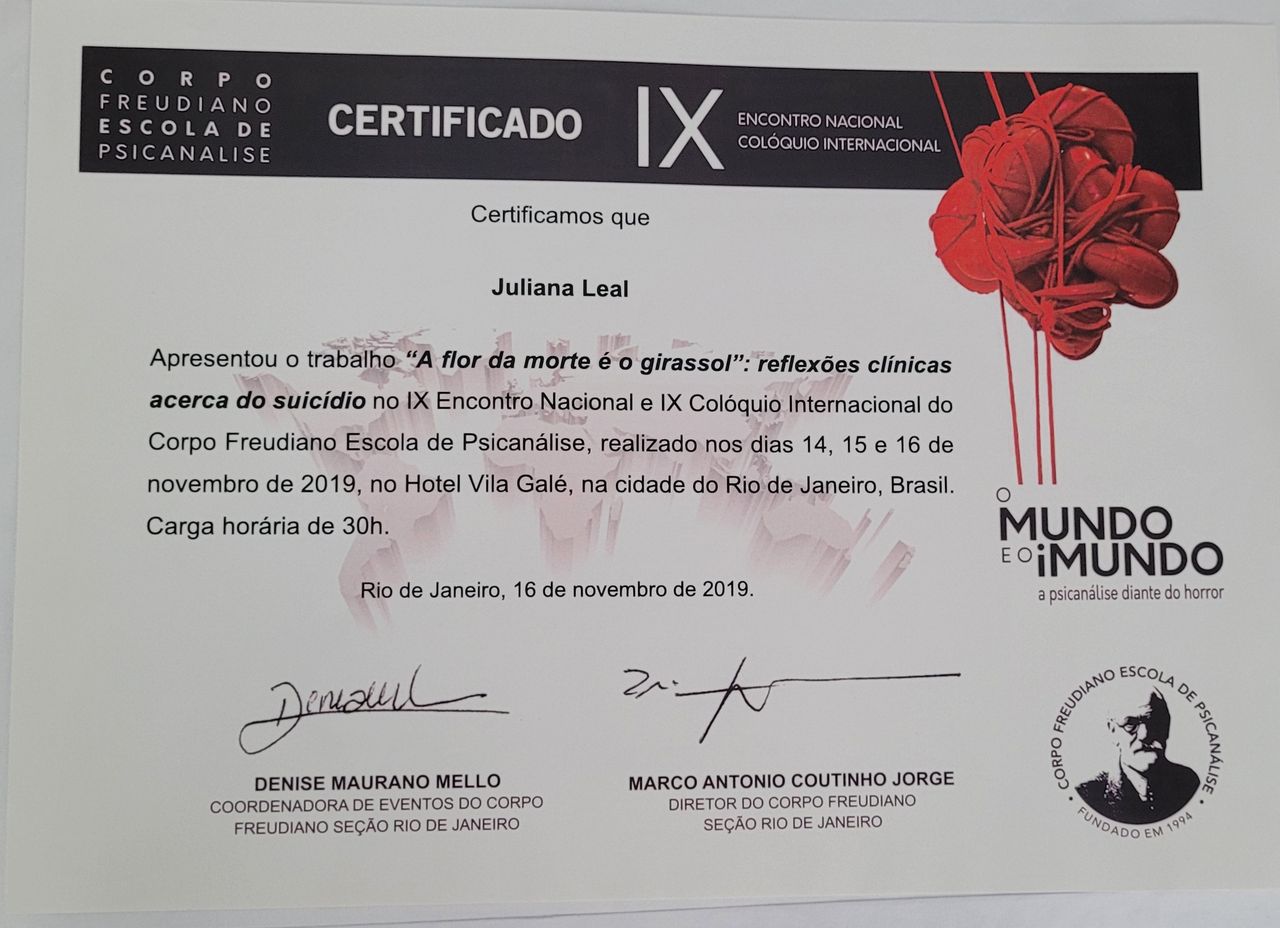 CORPO
FREUDIANO
ESCOLA DE
PSICANALISE
CERTIFICADO
IX
ENCONTRO NACIONAL
COLÓQUIO INTERNACIONAL
Certificamos que
Juliana Leal
Apresentou o trabalho “A flor da morte é o girassol”: reflexões clínicas
acerca do suicídio no IX Encontro Nacional e IX Colóquio Internacional do
Corpo Freudiano Escola de Psicanálise, realizado nos dias 14, 15 e 16 de
novembro de 2019, no Hotel Vila Galé, na cidade do Rio de Janeiro, Brasil.
Carga horária de 30h.
Rio de Janeiro, 16 de novembro de 2019.
O
MUNDO
E O iMUNDO
a psicanálise diante do horror
DENISE MAURANO MELLO
COORDENADORA DE EVENTOS DO CORPO
FREUDIANO SEÇÃO RIO DE JANEIRO
MARCO ANTONIO COUTINHO JORGE
DIRETOR DO CORPO FREUDIANO
SEÇÃO RIO DE JANEIRO
• CORPO FREUDIANO ESCOLA DE PSICANÁLISE •
FUNDADO EM 1994